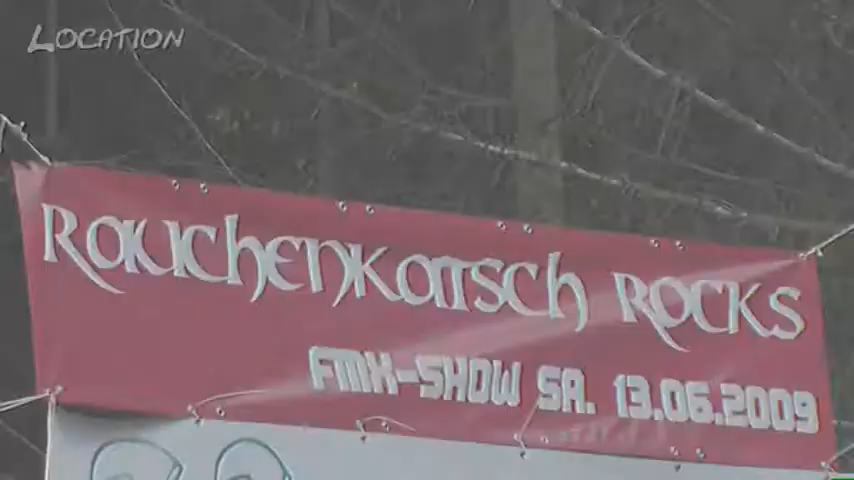 LOCATION
RAUCHENKATSCH ROCKS
FMX-SHOW SA. 13.06.2009